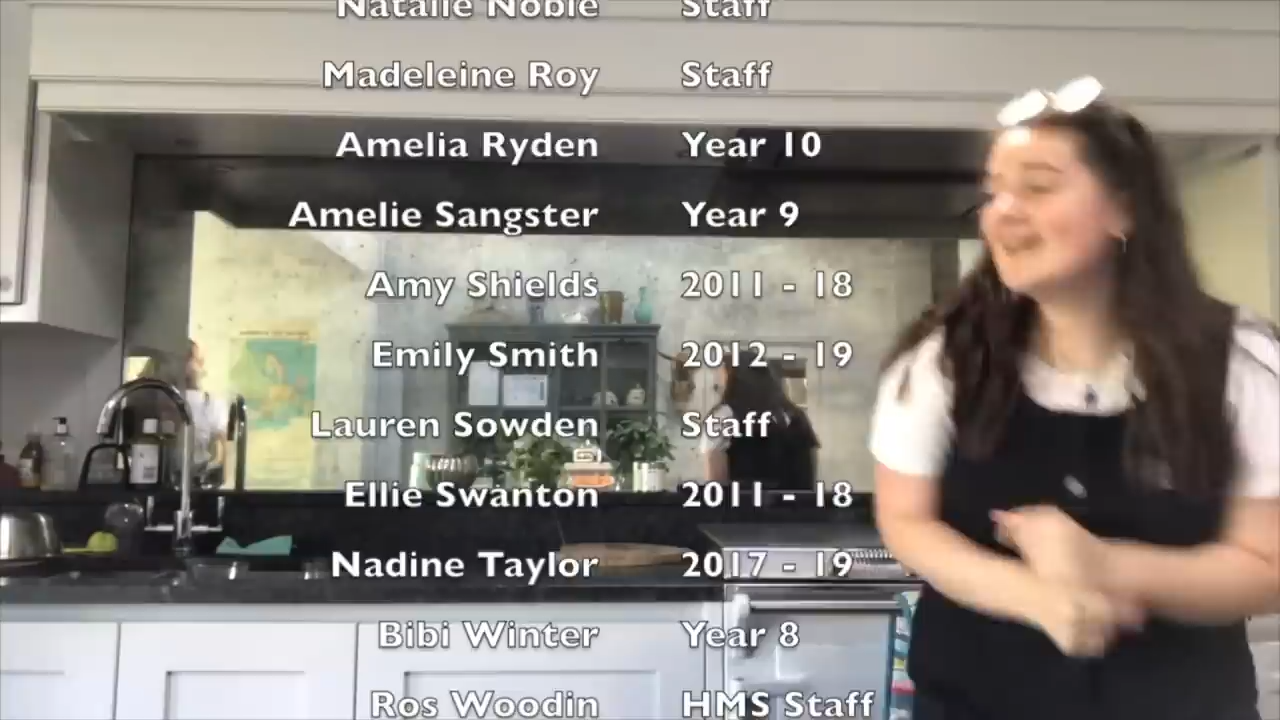 Natalie Noble Staff
Madeleine Roy Staff
Amelia Ryden Year 10
Amelie Sangster Year 9
Amy Shields 2011 - 18
Emily Smith 2012 - 19
Lauren Sowden Staff
Ellie Swanton 2011 - 18
Nadine Taylor 2017 - 19
Bibi Winter Year 8
Ros Woodin HMS Staff